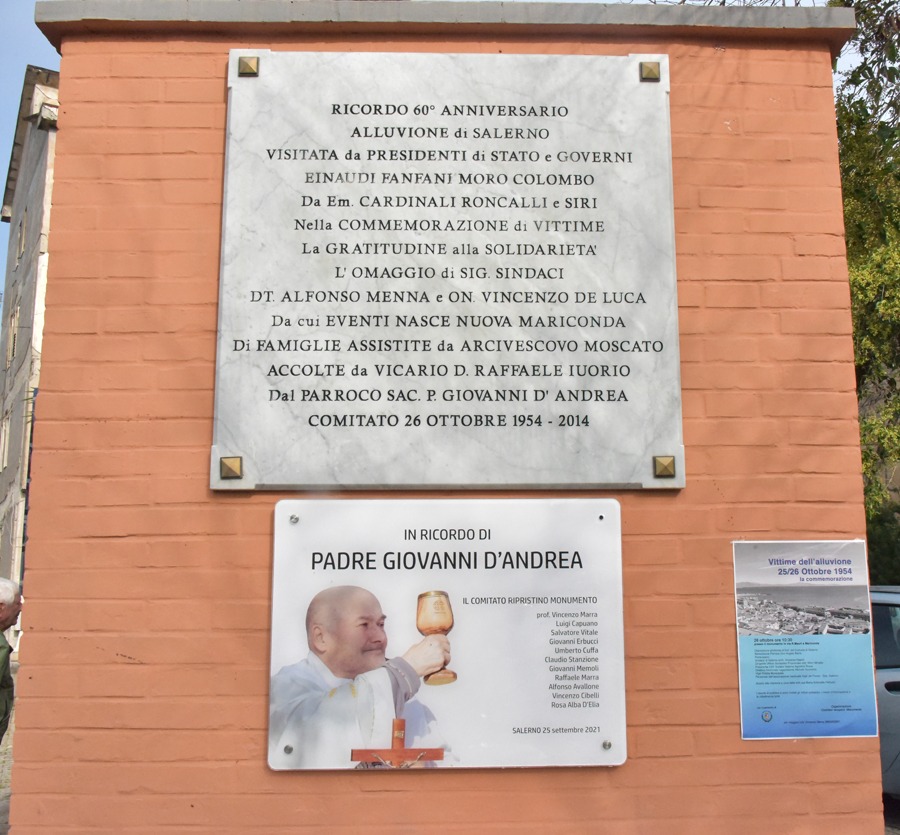 RICORDO 60° ANNIVERSARIO
ALLUVIONE di SALERNO
VISITATA da PRESIDENTI di STATO e GOVERNI
EINAUDI FANFANI MORO COLOMBO
Da Em. CARDINALI RONCALLI e SIRI
Nella COMMEMORAZIONE di VITTIME
La GRATITUDINE alla SOLIDARIETA'
L' OMAGGIO di SIG. SINDACI
DT. ALFONSO MENNA e ON. VINCENZO DE LUCA
Da cui EVENTI NASCE NUOVA MARICONDA
Di FAMIGLIE ASSISTITE da ARCIVESCOVO MOSCATO
ACCOLTE da VICARIO D. RAFFAELE IUORIO
Dal PARROCO SAC. P. GIOVANNI D' ANDREA
COMITATO 26 OTTOBRE 1954 - 2014
IN RICORDO DI
PADRE GIOVANNI D'ANDREA
IL COMITATO RIPRISTINO MONUMENTO
prof. Vincenzo Marra
Luigi Capuano
Salvatore Vitale
Giovanni Erbucci
Umberto Cuffa
Claudio Stanzione
Giovanni Memoli
Raffaele Marra
Alfonso Avallone
Vincenzo Cibelli
Rosa Alba D'Elia
SALERNO 25 settembre 2021
Vittime dell'alluvione
25/26 Ottobre 1954
la commemorazione